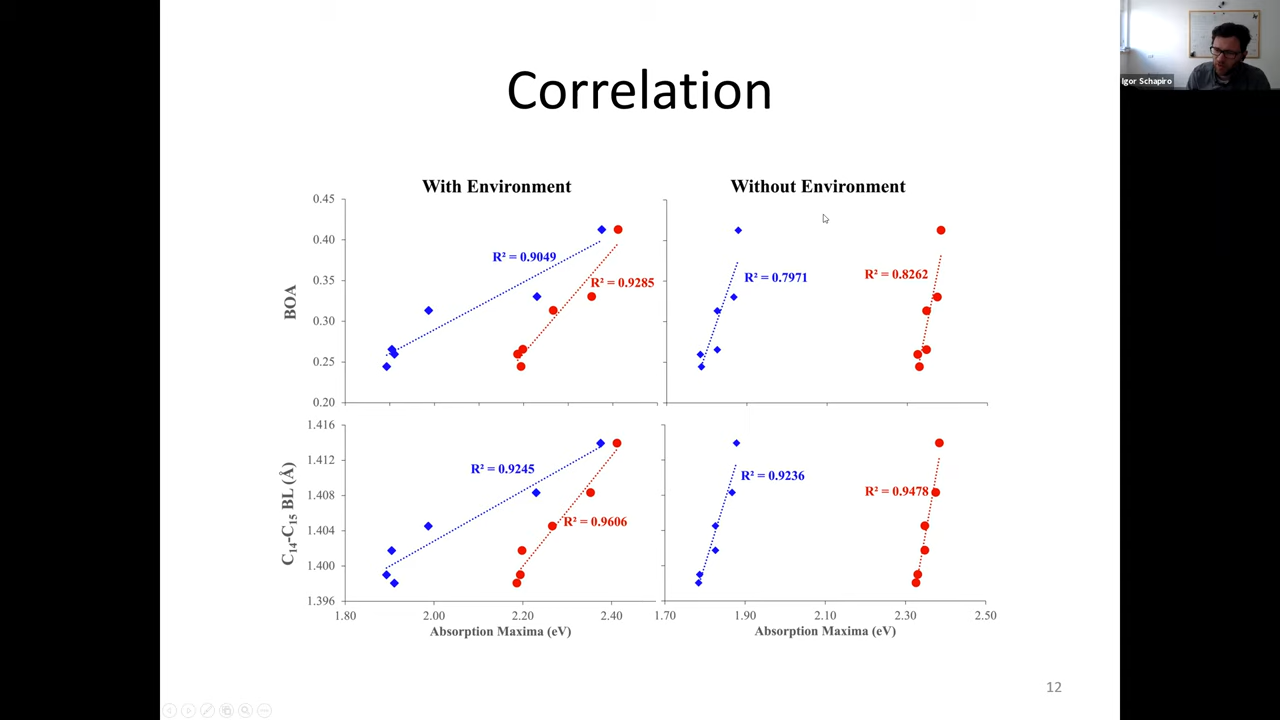 Igor Schapiro
Correlation
With Environment
Without Environment
0.45
0.40
0.35
0.30
0.25
0.20
BOA
R² = 0.9049
R² = 0.9285
R² = 0.7971
R² = 0.8262
1.416
1.412
1.408
1.404
1.400
1.396
C₁₄-C₁₅ BL (Å)
R² = 0.9245
R² = 0.9606
R² = 0.9236
R² = 0.9478
1.80 2.00 2.20 2.40
1.70 1.90 2.10 2.30 2.50
Absorption Maxima (eV)
Absorption Maxima (eV)
12